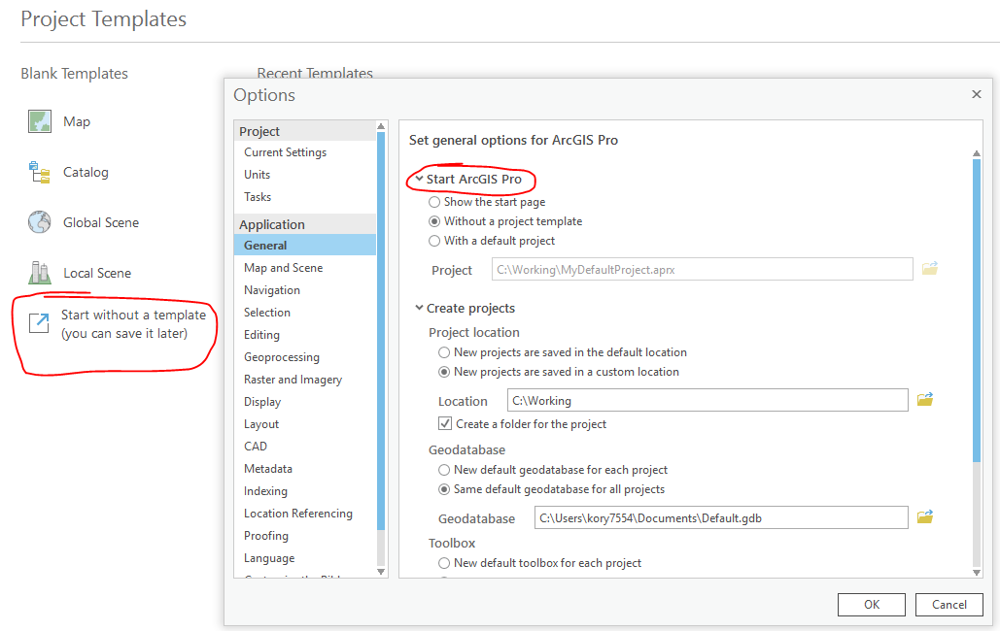 Project Templates
Blank Templates
Recent Templates
Map
Catalog
Global Scene
Local Scene
Start without a template
(you can save it later)
Options
Project
Current Settings
Units
Tasks
Application
General
Map and Scene
Navigation
Selection
Editing
Geoprocessing
Raster and Imagery
Display
Layout
CAD
Metadata
Indexing
Location Referencing
Proofing
Language
Set general options for ArcGIS Pro
Start ArcGIS Pro
Show the start page
Without a project template
With a default project
Project C:\Working\MyDefaultProject.aprx
Create projects
Project location
New projects are saved in the default location
New projects are saved in a custom location
Location C:\Working
Create a folder for the project
Geodatabase
New default geodatabase for each project
Same default geodatabase for all projects
Geodatabase C:\Users\kory7554\Documents\Default.gdb
Toolbox
New default toolbox for each project
OK Cancel